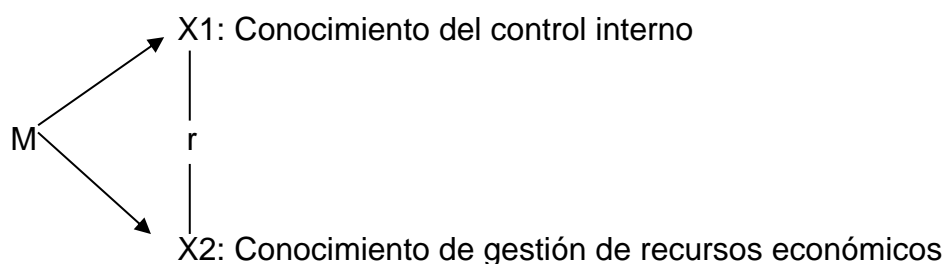 X1: Conocimiento del control interno
M
r
X2: Conocimiento de gestión de recursos económicos